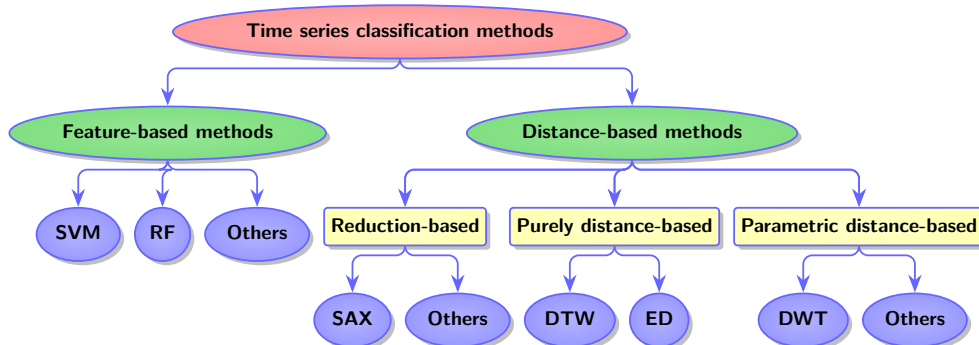 Time series classification methods
Feature-based methods
Distance-based methods
SVM
RF
Others
Reduction-based
Purely distance-based
Parametric distance-based
SAX
Others
DTW
ED
DWT
Others